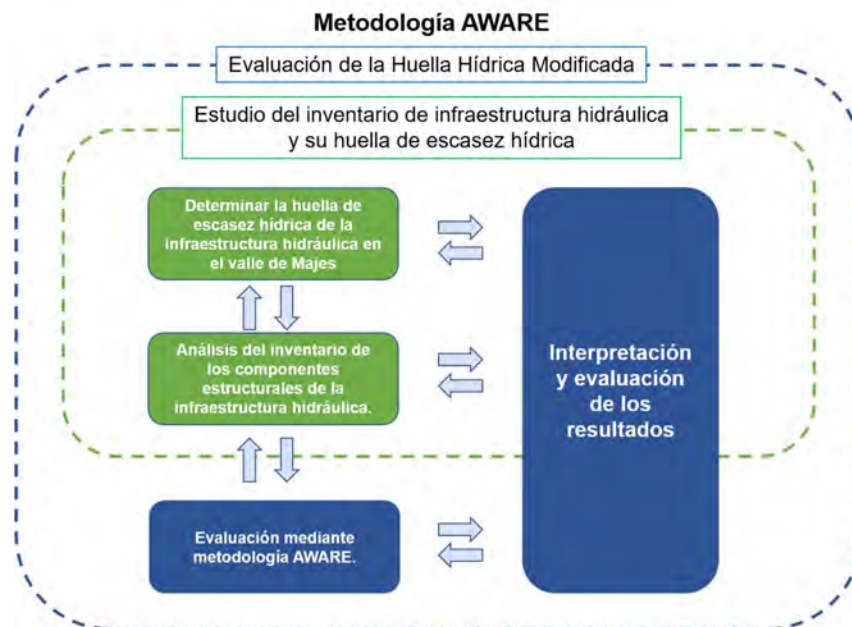 Metodología AWARE
Evaluación de la Huella Hídrica Modificada
Estudio del inventario de infraestructura hidráulica
y su huella de escasez hídrica
Determinar la huella de
escasez hídrica de la
infraestructura hidráulica en
el valle de Majes
Análisis del inventario de
los componentes
estructurales de la
infraestructura hidráulica.
Evaluación mediante
metodología AWARE.
Interpretación
y evaluación
de los
resultados